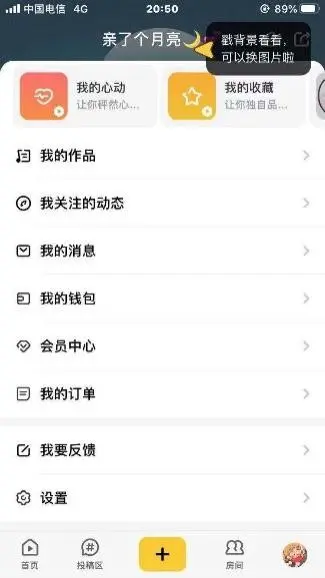 中国电信 4G
20:50
89%
亲了个月亮🌙
戳背景看看，
可以换图片啦
我的心动
让你砰然心...
我的收藏
让你独自品...
我的作品
我关注的动态
我的消息
我的钱包
会员中心
我的订单
我要反馈
设置
首页
投稿区
房间
我的